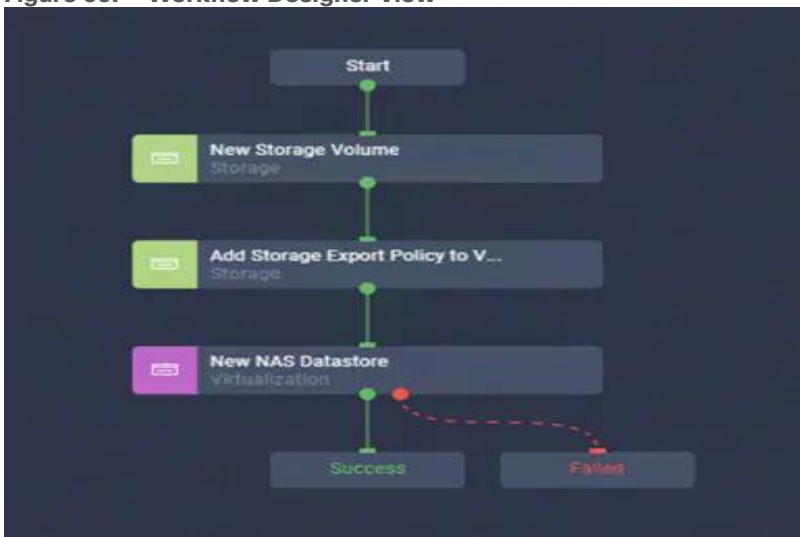 Start
New Storage Volume
Storage
Add Storage Export Policy to V...
Storage
New NAS Datastore
Virtualization
Success
Failed